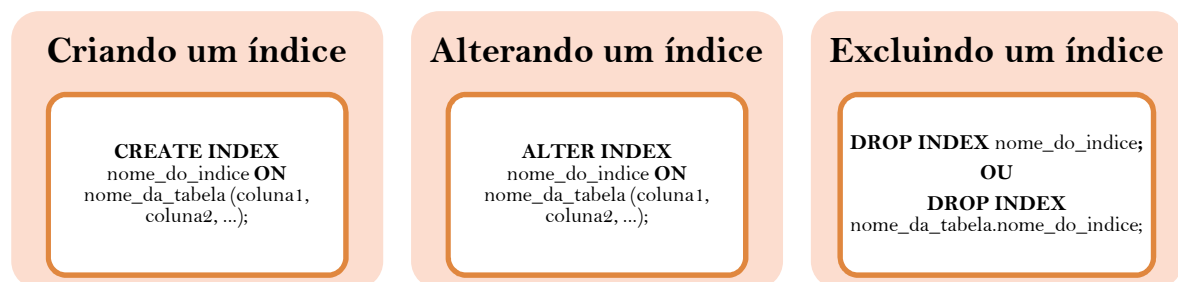 Criando um índice
CREATE INDEX
nome_do_indice ON
nome_da_tabela (coluna1,
coluna2, ...);
Alterando um índice
ALTER INDEX
nome_do_indice ON
nome_da_tabela (coluna1,
coluna2, ...);
Excluindo um índice
DROP INDEX nome_do_indice;
OU
DROP INDEX
nome_da_tabela.nome_do_indice;